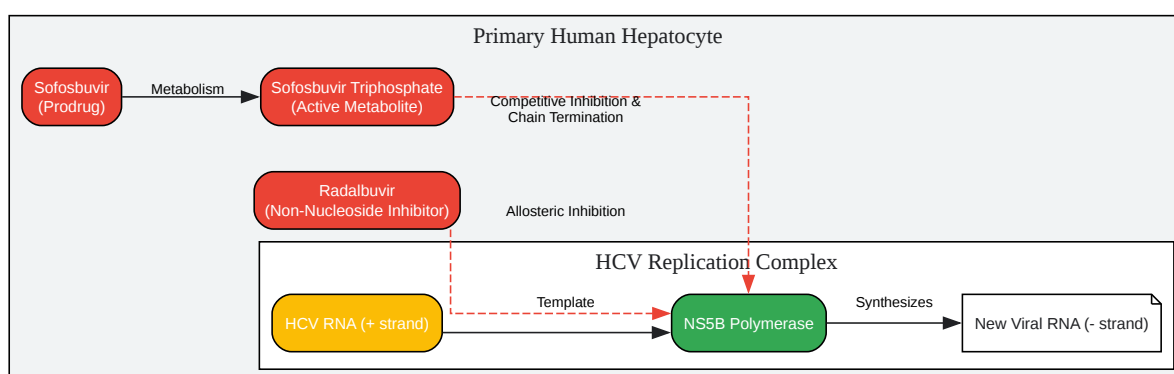 Primary Human Hepatocyte
Sofosbuvir
(Prodrug)
Metabolism
Sofosbuvir Triphosphate
(Active Metabolite)
Competitive Inhibition &
Chain Termination
Radalbuvir
(Non-Nucleoside Inhibitor)
Allosteric Inhibition
HCV Replication Complex
HCV RNA (+ strand)
Template
NS5B Polymerase
Synthesizes
New Viral RNA (- strand)